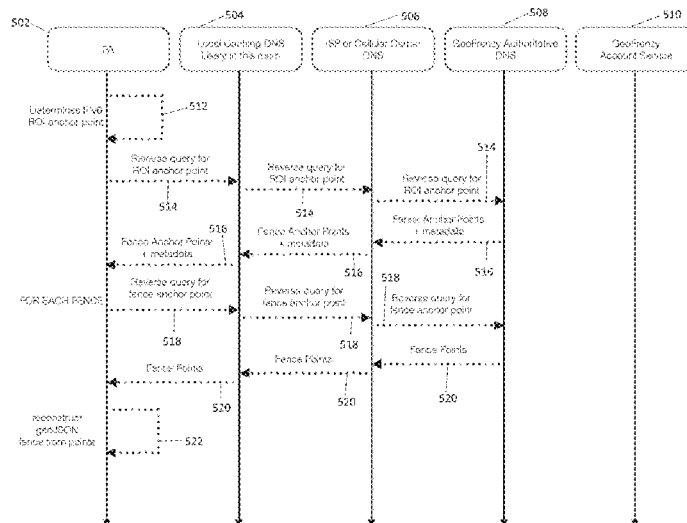 502
504
506
508
510
FA
Local Caching DNS
Library in this case
ISP or Cellular Carrier
DNS
GeoFrenzy Authoritative
DNS
GeoFrenzy
Account Service
Determines IPv6
ROI anchor point
512
Reverse query for
ROI anchor point
514
Reverse query for
ROI anchor point
514
Reverse query for
ROI anchor point
514
Fence Anchor Points
+ metadata
516
Fence Anchor Points
+ metadata
516
Fence Anchor Points
+ metadata
516
FOR EACH FENCE
Reverse query for
fence anchor point
518
Reverse query for
fence anchor point
518
Reverse query for
fence anchor point
518
Fence Points
520
Fence Points
520
Fence Points
520
reconstruct
geoJSON
fence from points
522